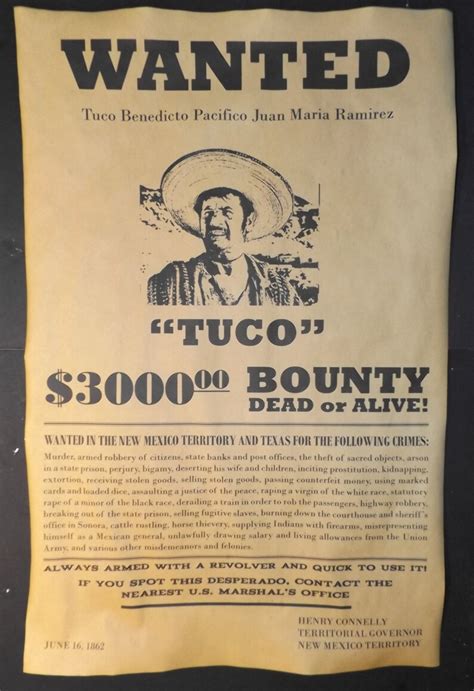 WANTED
Tuco Benedicto Pacifico Juan Maria Ramirez
“TUCO”
$3000⁰⁰ BOUNTY
DEAD or ALIVE!
WANTED IN THE NEW MEXICO TERRITORY AND TEXAS FOR THE FOLLOWING CRIMES:
Murder, armed robbery of citizens, state banks and post offices, the theft of sacred objects, arson
in a state prison, perjury, bigamy, deserting his wife and children, inciting prostitution, kidnapping,
extortion, receiving stolen goods, selling stolen goods, passing counterfeit money, using marked
cards and loaded dice, assaulting a justice of the peace, raping a virgin of the white race, statutory
rape of a minor of the black race, derailing a train in order to rob the passengers, highway robbery,
breaking out of the state prison, selling fugitive slaves, burning down the courthouse and sheriff's
office in Sonora, cattle rustling, horse thievery, supplying Indians with firearms, misrepresenting
himself as a Mexican general, unlawfully drawing salary and living allowances from the Union
Army, and various other misdemeanors and felonies.
ALWAYS ARMED WITH A REVOLVER AND QUICK TO USE IT!
IF YOU SPOT THIS DESPERADO, CONTACT THE
NEAREST U.S. MARSHAL'S OFFICE
HENRY CONNELLY
TERRITORIAL GOVERNOR
JUNE 16, 1862 NEW MEXICO TERRITORY